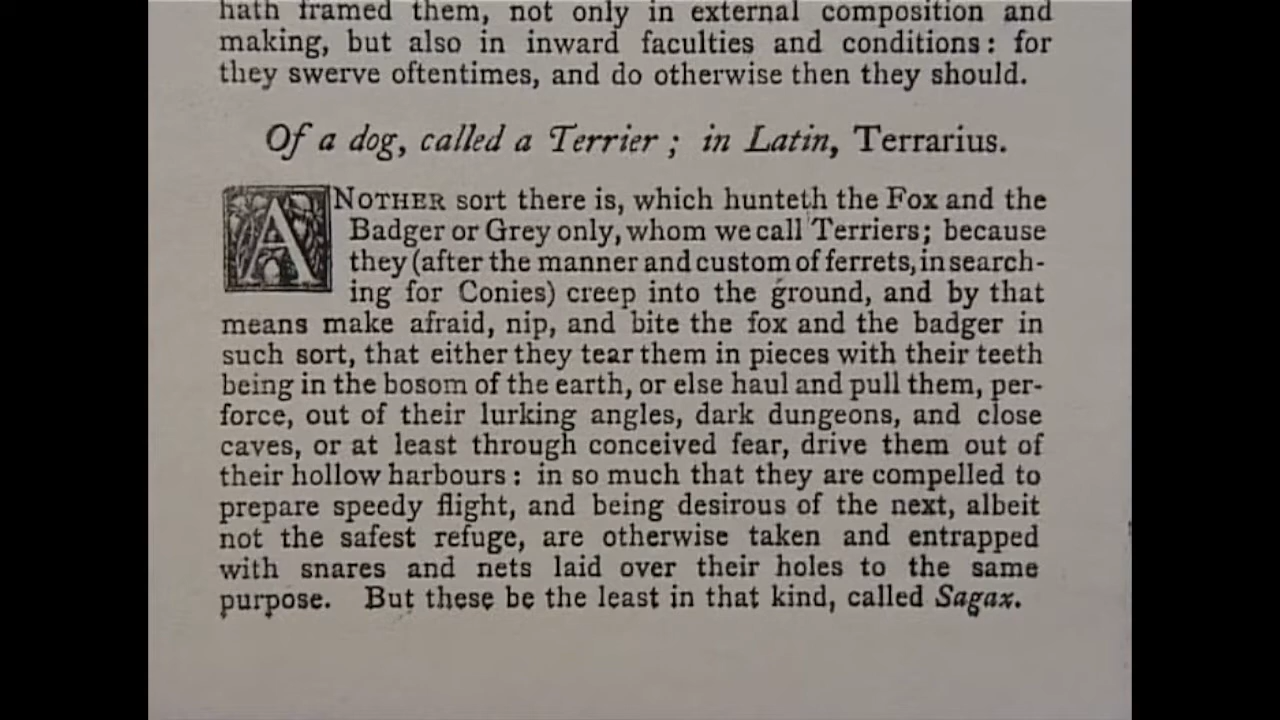 hath framed them, not only in external composition and
making, but also in inward faculties and conditions: for
they swerve oftentimes, and do otherwise then they should.
Of a dog, called a Terrier; in Latin, Terrarius.
ANOTHER sort there is, which hunteth the Fox and the
Badger or Grey only, whom we call Terriers; because
they (after the manner and custom of ferrets, in search-
ing for Conies) creep into the ground, and by that
means make afraid, nip, and bite the fox and the badger in
such sort, that either they tear them in pieces with their teeth
being in the bosom of the earth, or else haul and pull them, per-
force, out of their lurking angles, dark dungeons, and close
caves, or at least through conceived fear, drive them out of
their hollow harbours: in so much that they are compelled to
prepare speedy flight, and being desirous of the next, albeit
not the safest refuge, are otherwise taken and entrapped
with snares and nets laid over their holes to the same
purpose. But these be the least in that kind, called Sagax.